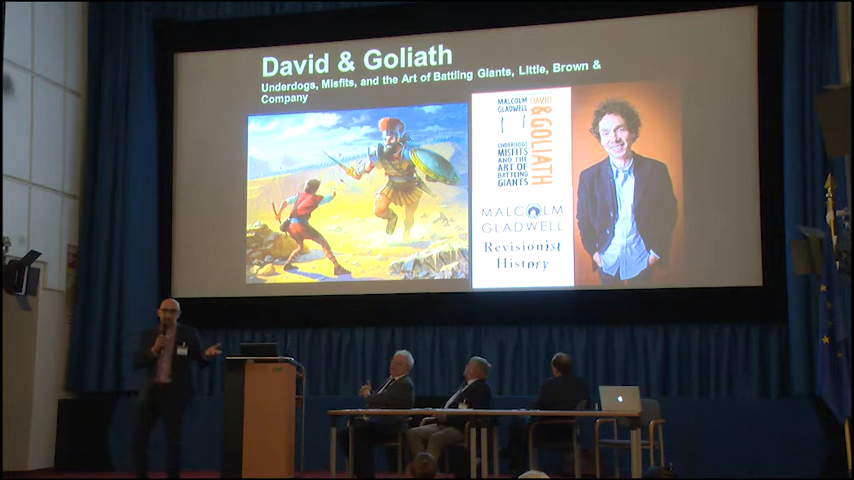 David & Goliath
Underdogs, Misfits, and the Art of Battling Giants, Little, Brown &
Company
MALCOLM
GLADWELL
DAVID
&GOLIATH
UNDERDOGS
MISFITS
AND THE
ART OF
BATTLING
GIANTS
MALCOLM
GLADWELL
Revisionist
History